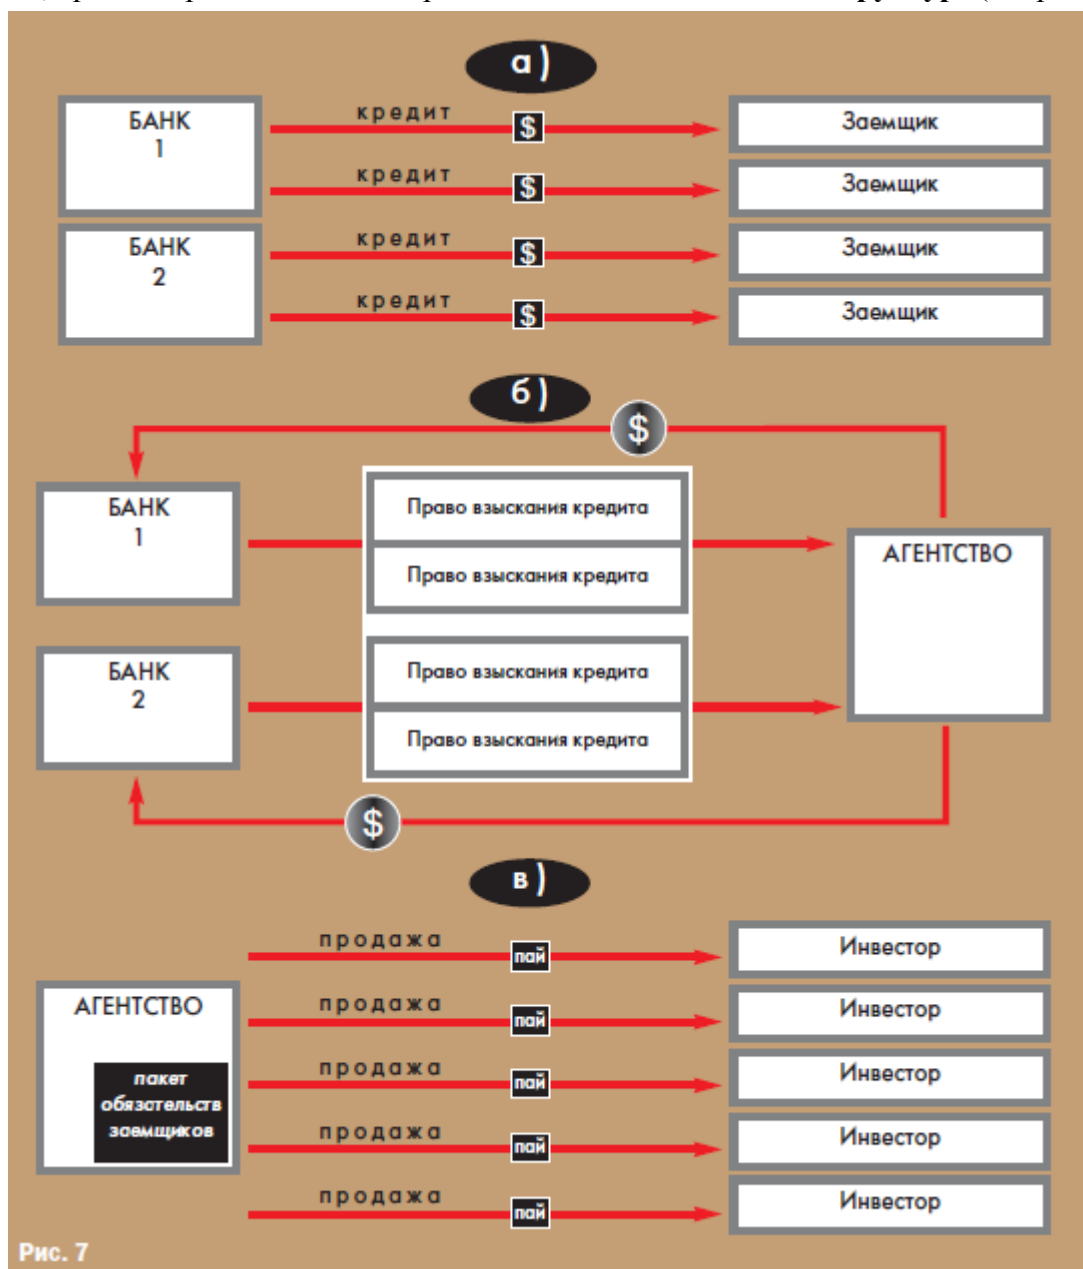 а )
БАНК
1
кредит
$
Заемщик
кредит
$
Заемщик
БАНК
2
кредит
$
Заемщик
кредит
$
Заемщик
б )
$
БАНК
1
Право взыскания кредита
Право взыскания кредита
АГЕНТСТВО
БАНК
2
Право взыскания кредита
Право взыскания кредита
$
в )
АГЕНТСТВО
пакет
обязательств
заемщиков
продажа
пай
Инвестор
продажа
пай
Инвестор
продажа
пай
Инвестор
продажа
пай
Инвестор
продажа
пай
Инвестор
Рис. 7